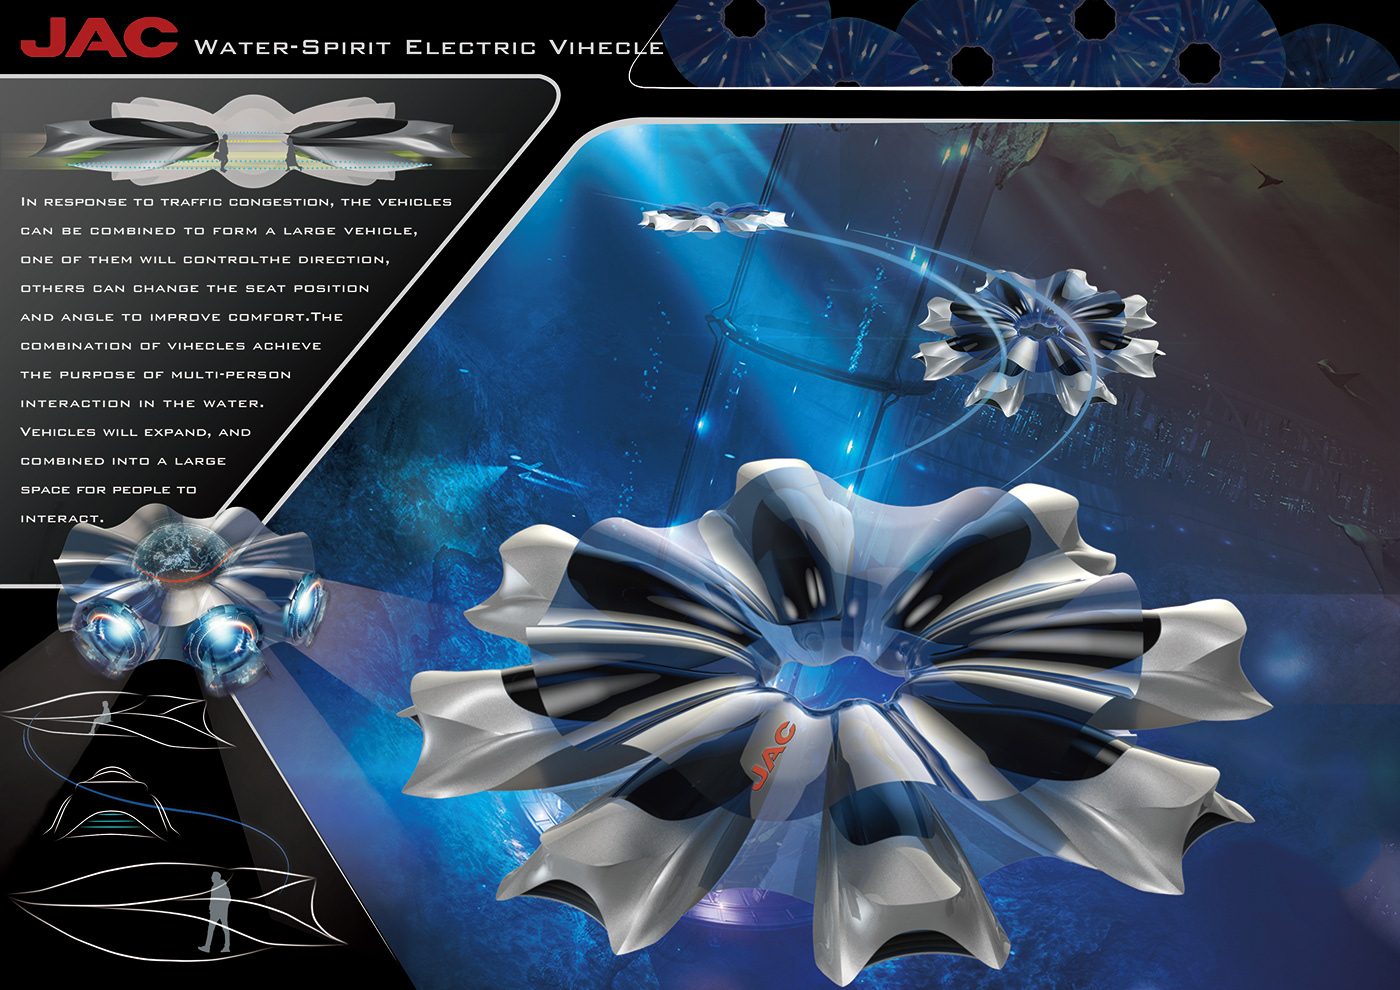 JAC WATER-SPIRIT ELECTRIC VIHECLE
IN RESPONSE TO TRAFFIC CONGESTION, THE VEHICLES
CAN BE COMBINED TO FORM A LARGE VEHICLE,
ONE OF THEM WILL CONTROLTHE DIRECTION,
OTHERS CAN CHANGE THE SEAT POSITION
AND ANGLE TO IMPROVE COMFORT.THE
COMBINATION OF VIHECLES ACHIEVE
THE PURPOSE OF MULTI-PERSON
INTERACTION IN THE WATER.
VEHICLES WILL EXPAND, AND
COMBINED INTO A LARGE
SPACE FOR PEOPLE TO
INTERACT.
JAC